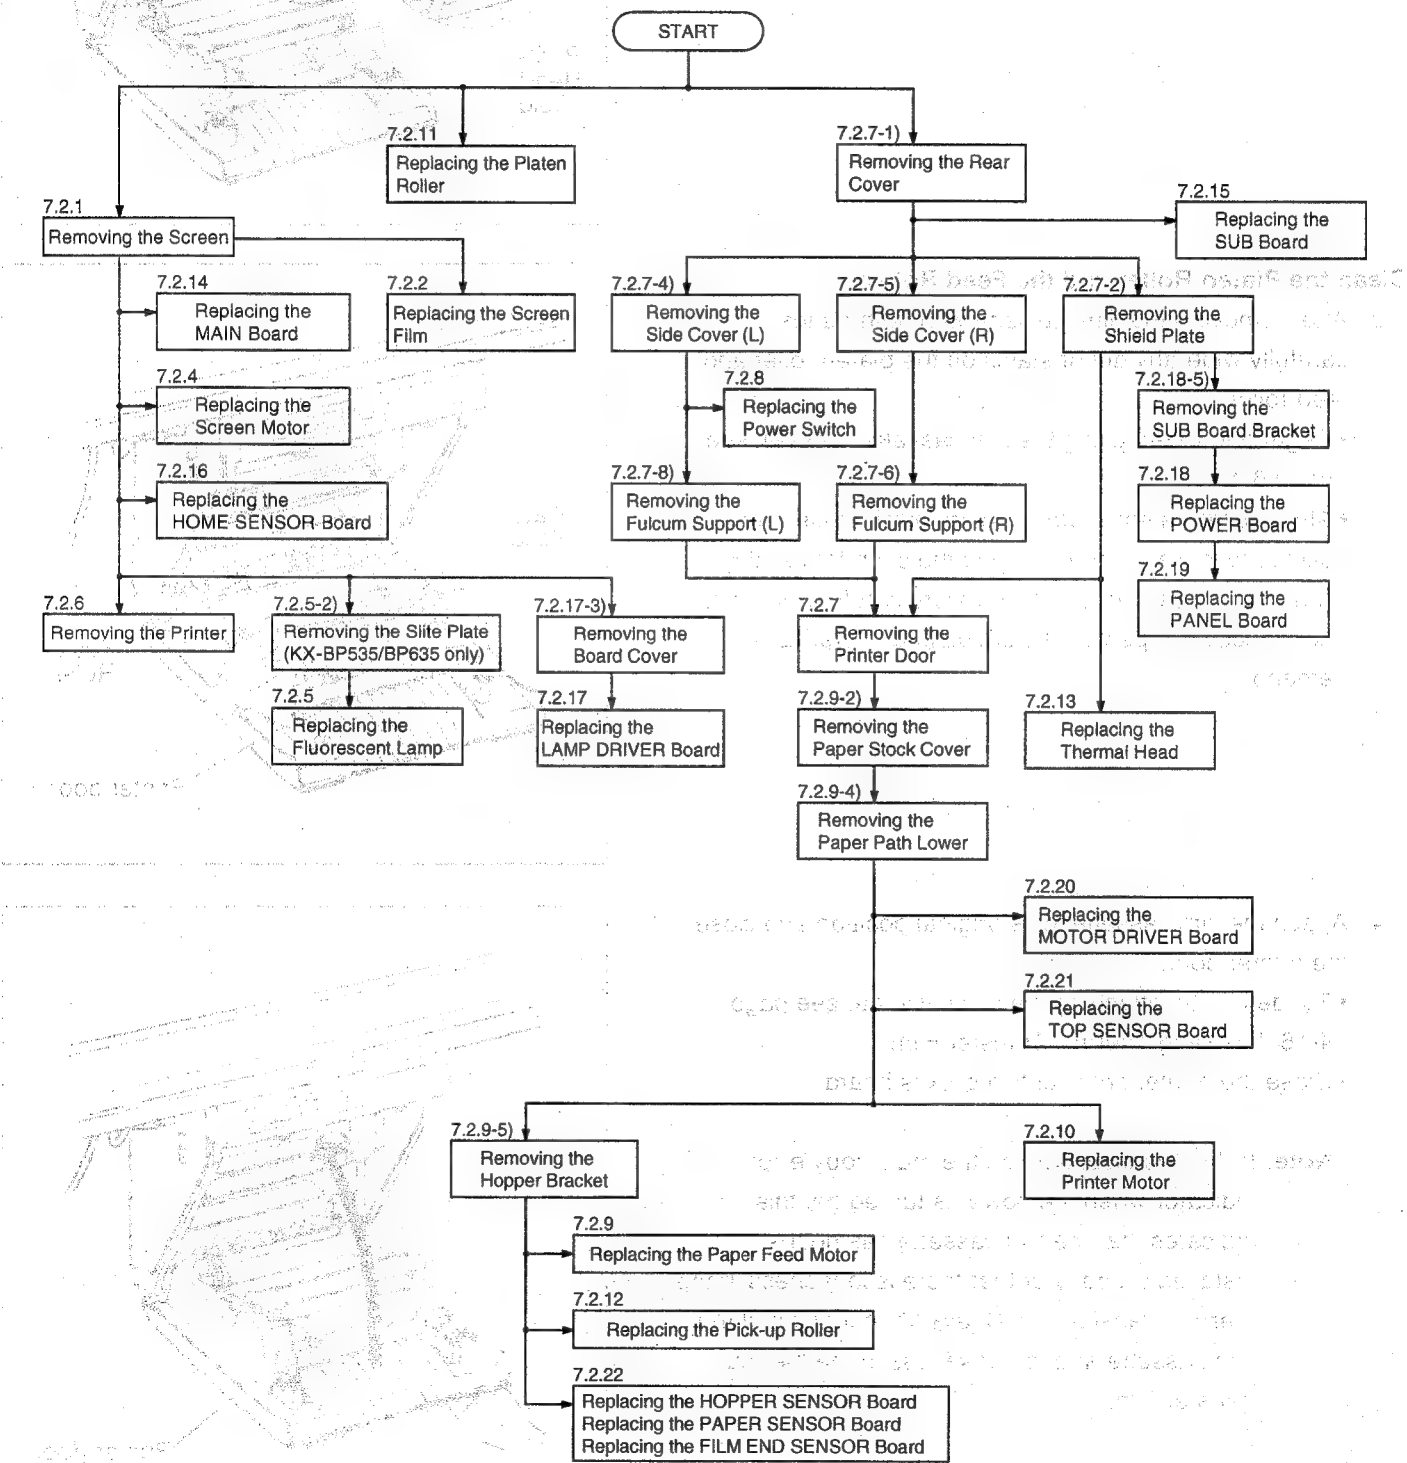 START
7.2.11
Replacing the Platen
Roller
7.2.7-1)
Removing the Rear
Cover
7.2.15
Replacing the
SUB Board
7.2.1
Removing the Screen
7.2.14
Replacing the
MAIN Board
7.2.2
Replacing the Screen
Film
7.2.7-4)
Removing the
Side Cover (L)
7.2.7-5)
Removing the
Side Cover (R)
7.2.7-2)
Removing the
Shield Plate
7.2.4
Replacing the
Screen Motor
7.2.8
Replacing the
Power Switch
7.2.18-5)
Removing the
SUB Board Bracket
7.2.16
Replacing the
HOME SENSOR Board
7.2.7-8)
Removing the
Fulcum Support (L)
7.2.7-6)
Removing the
Fulcum Support (R)
7.2.18
Replacing the
POWER Board
7.2.19
Replacing the
PANEL Board
7.2.6
Removing the Printer
7.2.5-2)
Removing the Slite Plate
(KX-BP535/BP635 only)
7.2.17-3)
Removing the
Board Cover
7.2.7
Removing the
Printer Door
7.2.5
Replacing the
Fluorescent Lamp
7.2.17
Replacing the
LAMP DRIVER Board
7.2.9-2)
Removing the
Paper Stock Cover
7.2.13
Replacing the
Thermal Head
7.2.9-4)
Removing the
Paper Path Lower
7.2.20
Replacing the
MOTOR DRIVER Board
7.2.21
Replacing the
TOP SENSOR Board
7.2.9-5)
Removing the
Hopper Bracket
7.2.10
Replacing the
Printer Motor
7.2.9
Replacing the Paper Feed Motor
7.2.12
Replacing the Pick-up Roller
7.2.22
Replacing the HOPPER SENSOR Board
Replacing the PAPER SENSOR Board
Replacing the FILM END SENSOR Board